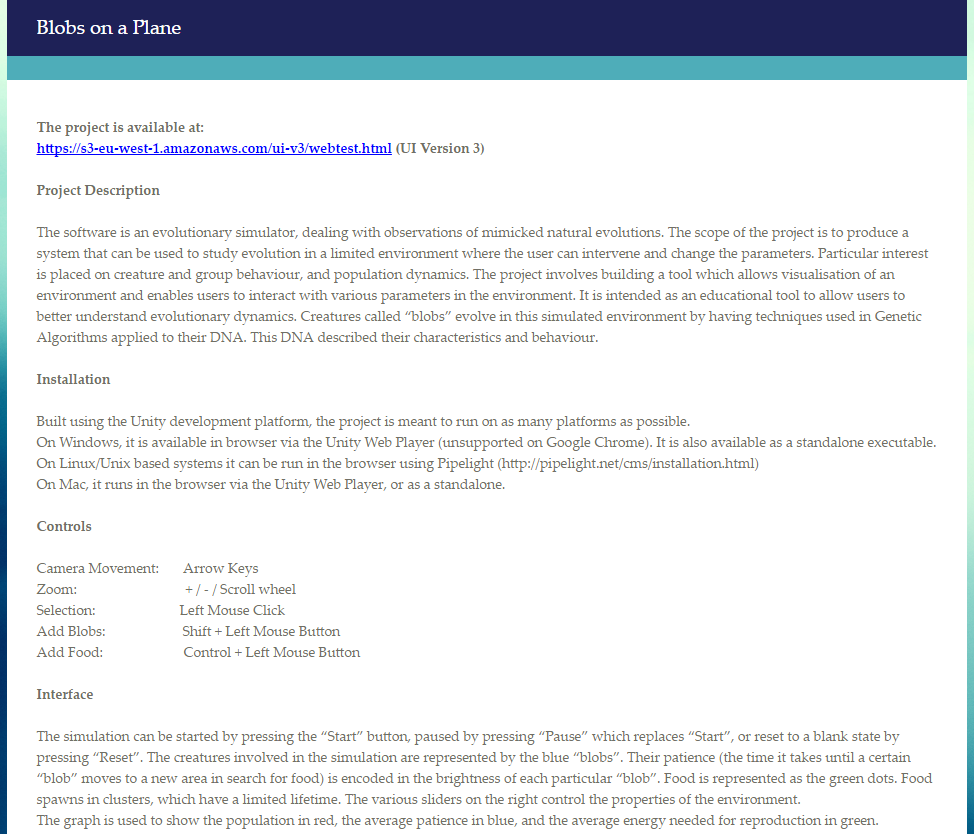 Blobs on a Plane
The project is available at:
https://s3-eu-west-1.amazonaws.com/ui-v3/webtest.html (UI Version 3)
Project Description
The software is an evolutionary simulator, dealing with observations of mimicked natural evolutions. The scope of the project is to produce a
system that can be used to study evolution in a limited environment where the user can intervene and change the parameters. Particular interest
is placed on creature and group behaviour, and population dynamics. The project involves building a tool which allows visualisation of an
environment and enables users to interact with various parameters in the environment. It is intended as an educational tool to allow users to
better understand evolutionary dynamics. Creatures called “blobs” evolve in this simulated environment by having techniques used in Genetic
Algorithms applied to their DNA. This DNA described their characteristics and behaviour.
Installation
Built using the Unity development platform, the project is meant to run on as many platforms as possible.
On Windows, it is available in browser via the Unity Web Player (unsupported on Google Chrome). It is also available as a standalone executable.
On Linux/Unix based systems it can be run in the browser using Pipelight (http://pipelight.net/cms/installation.html)
On Mac, it runs in the browser via the Unity Web Player, or as a standalone.
Controls
Camera Movement: Arrow Keys
Zoom: + / - / Scroll wheel
Selection: Left Mouse Click
Add Blobs: Shift + Left Mouse Button
Add Food: Control + Left Mouse Button
Interface
The simulation can be started by pressing the “Start” button, paused by pressing “Pause” which replaces “Start”, or reset to a blank state by
pressing “Reset”. The creatures involved in the simulation are represented by the blue “blobs”. Their patience (the time it takes until a certain
“blob” moves to a new area in search for food) is encoded in the brightness of each particular “blob”. Food is represented as the green dots. Food
spawns in clusters, which have a limited lifetime. The various sliders on the right control the properties of the environment.
The graph is used to show the population in red, the average patience in blue, and the average energy needed for reproduction in green.